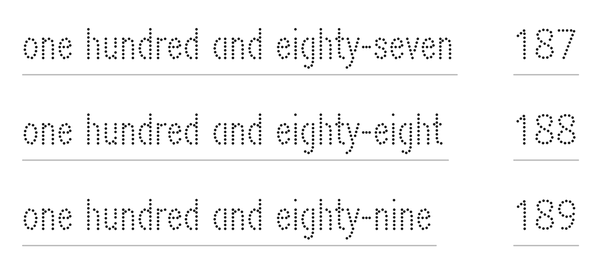 one hundred and eighty-seven 187
one hundred and eighty-eight 188
one hundred and eighty-nine 189